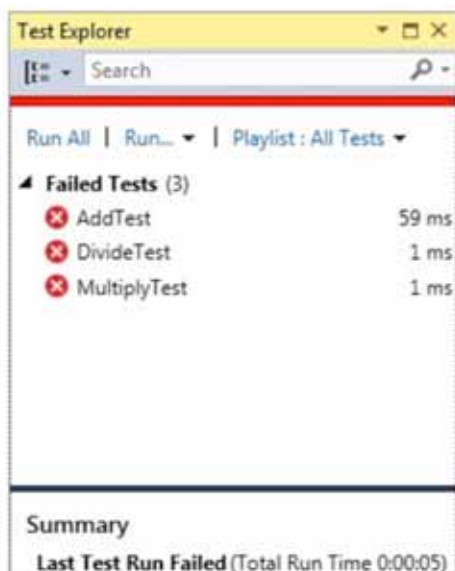 Test Explorer
Search
Run All | Run... | Playlist : All Tests
Failed Tests (3)
AddTest 59 ms
DivideTest 1 ms
MultiplyTest 1 ms
Summary
Last Test Run Failed (Total Run Time 0:00:05)